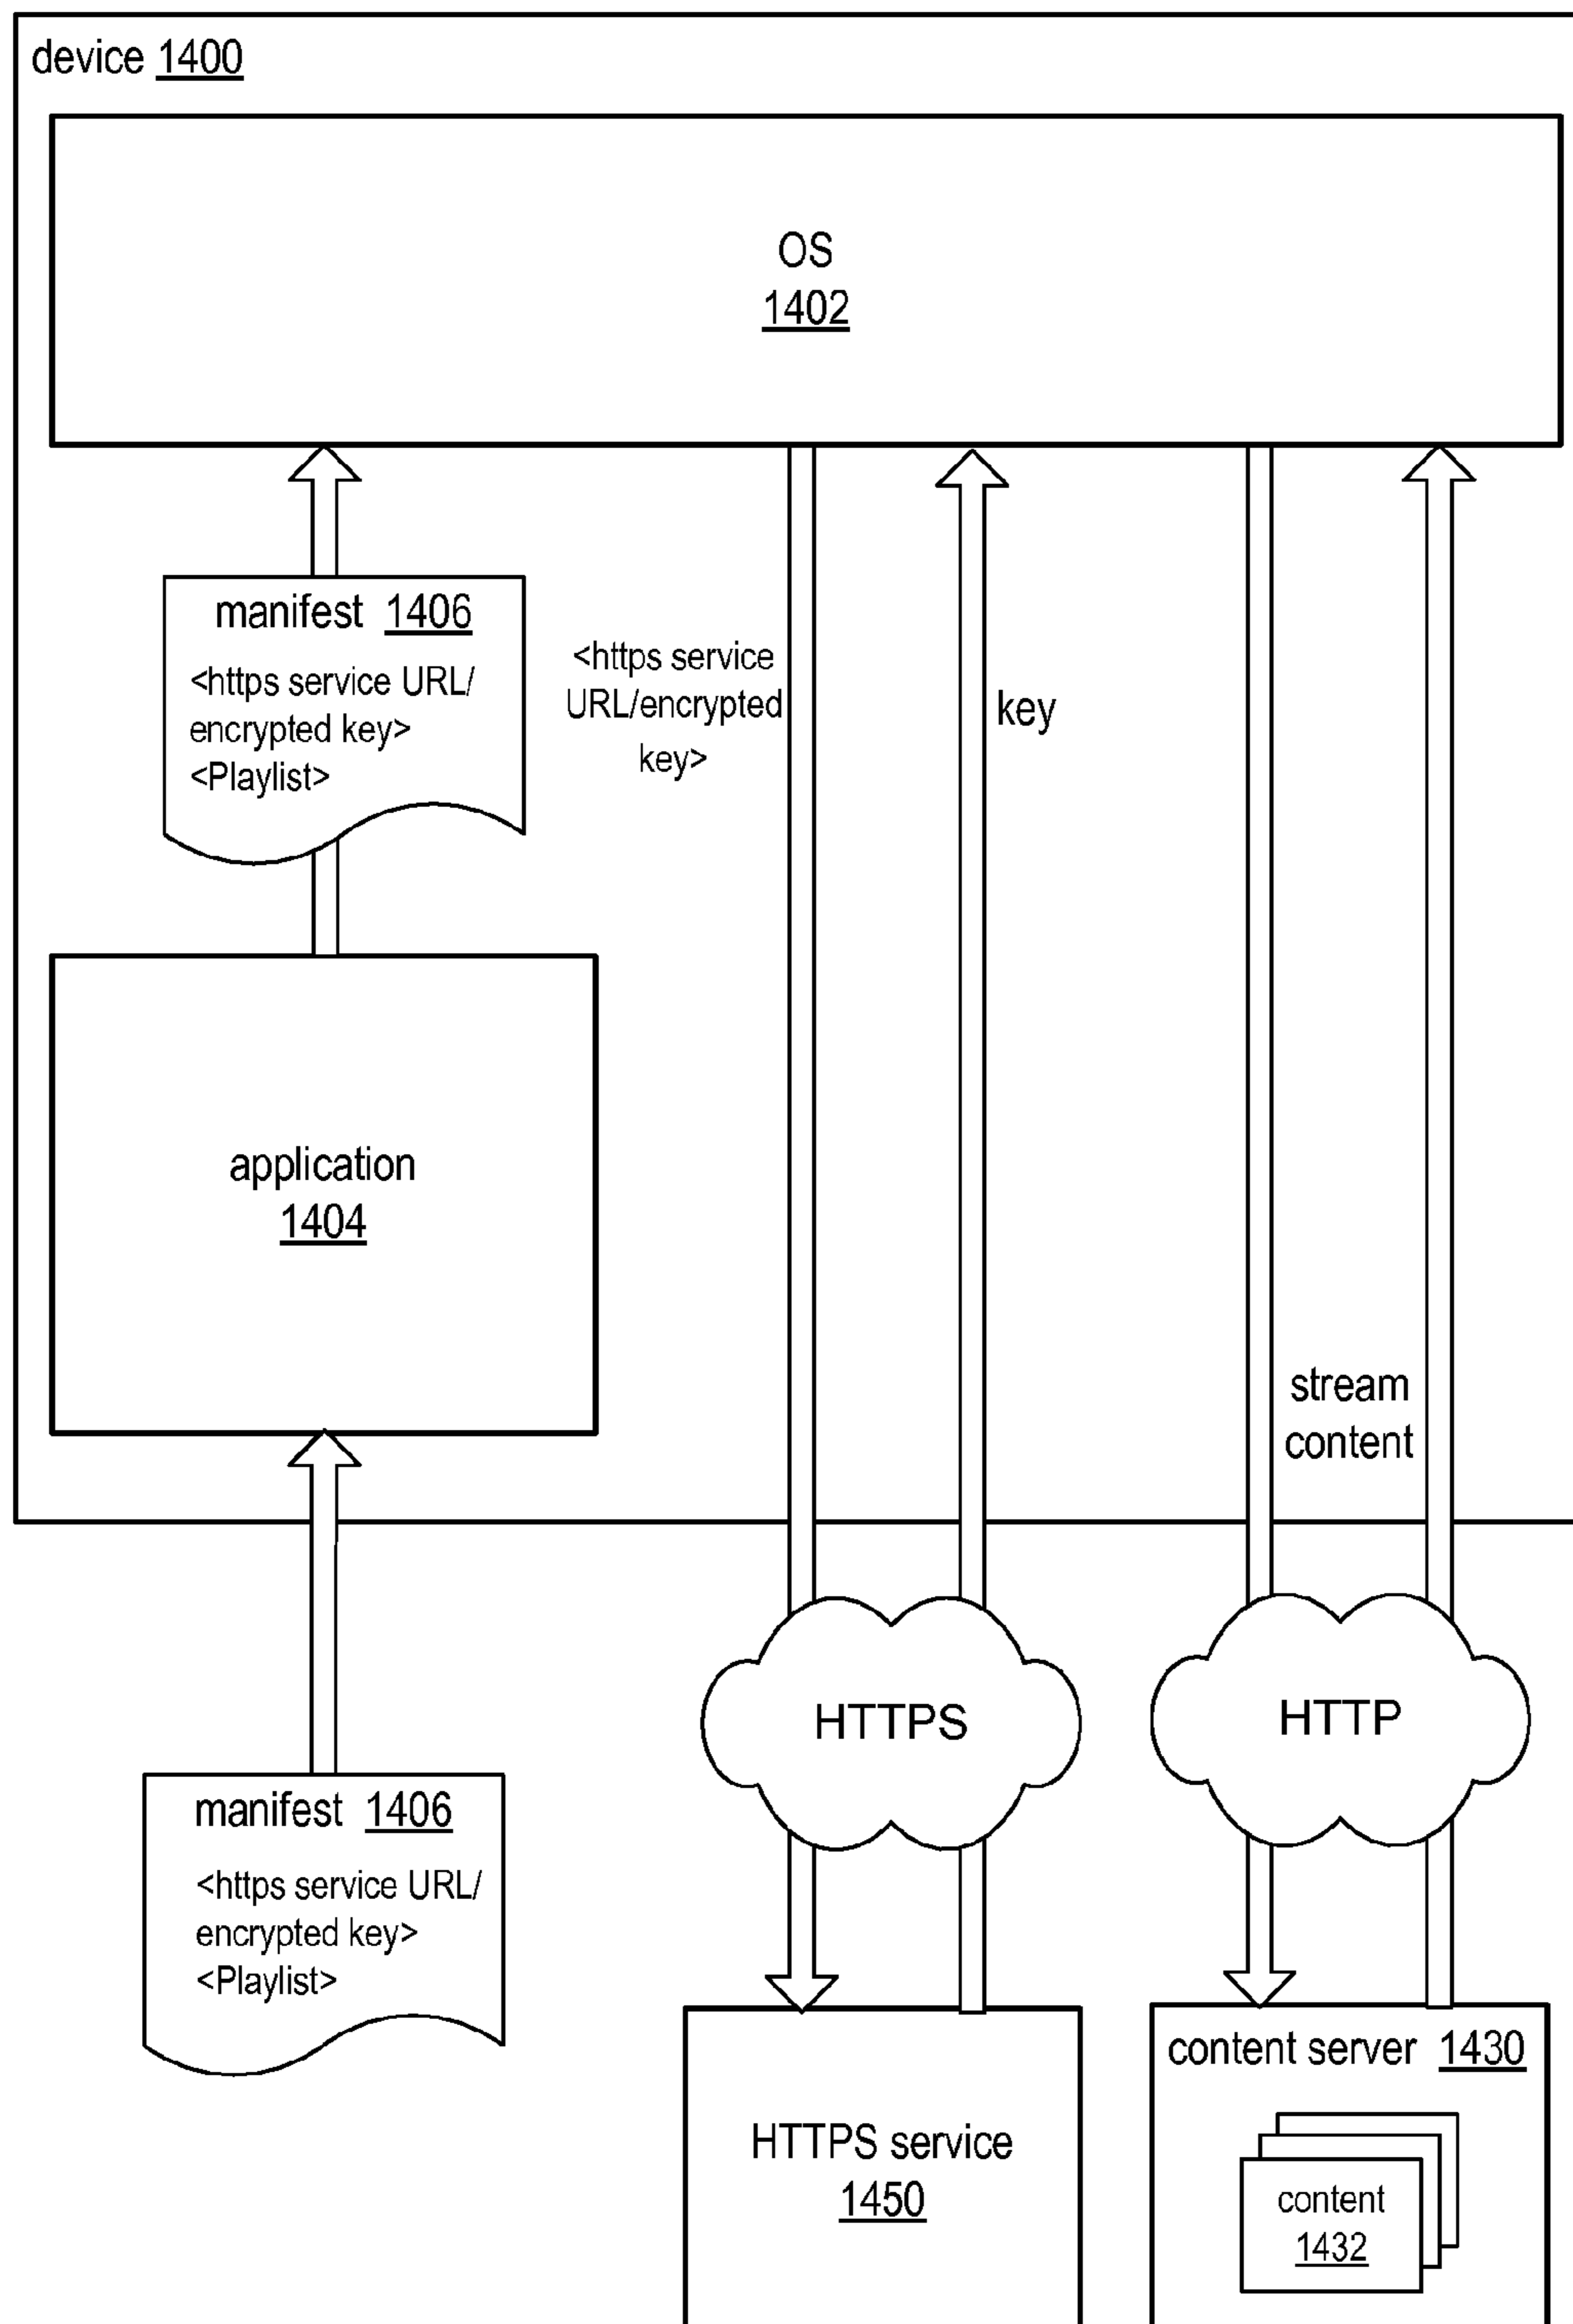 device 1400
OS
1402
manifest 1406
<https service URL/
encrypted key>
<Playlist>
<https service
URL/encrypted
key>
key
application
1404
stream
content
HTTPS
HTTP
manifest 1406
<https service URL/
encrypted key>
<Playlist>
HTTPS service
1450
content server 1430
content
1432